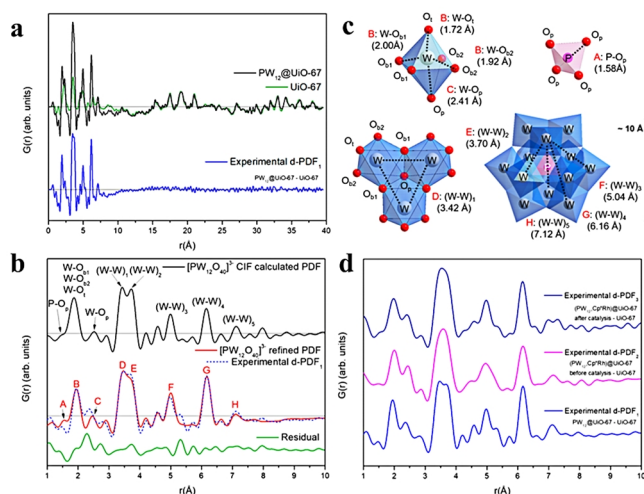 a
G(r) (arb. units)
PW12@UiO-67
UiO-67
Experimental d-PDF1
PW12@UiO-67 - UiO-67
0 5 10 15 20 25 30 35 40
r(Å)
b
G(r) (arb. units)
W-Ob1
W-Ob2
W-Ot
P-Op
W-Op
(W-W)1
(W-W)2
[PW12O40]3- CIF calculated PDF
(W-W)3
(W-W)4
(W-W)5
[PW12O40]3- refined PDF
Experimental d-PDF1
A
B
C
D
E
F
G
H
Residual
1 2 3 4 5 6 7 8 9 10
r(Å)
c
B: W-Ot
(1.72 Å)
Ot
B: W-Ob1
(2.00Å)
B: W-Ob2
(1.92 Å)
W
Ob2
Ob2
Ob1
Ob1
C: W-Op
(2.41 Å)
Op
Op
P
Op
Op
Op
A: P-Op
(1.58Å)
Ot
Ob2
Ob1
Ob2
W
W
Op
Ob1
W
D: (W-W)1
(3.42 Å)
E: (W-W)2
(3.70 Å)
~ 10 Å
W
W
W
W
W
W
W
W
W
F: (W-W)3
(5.04 Å)
G: (W-W)4
(6.16 Å)
H: (W-W)5
(7.12 Å)
d
G(r) (arb. units)
Experimental d-PDF3
(PW12,Cp*Rh)@UiO-67
after catalysis - UiO-67
Experimental d-PDF2
(PW12,Cp*Rh)@UiO-67
before catalysis - UiO-67
Experimental d-PDF1
PW12@UiO-67 - UiO-67
1 2 3 4 5 6 7 8 9 10
r(Å)